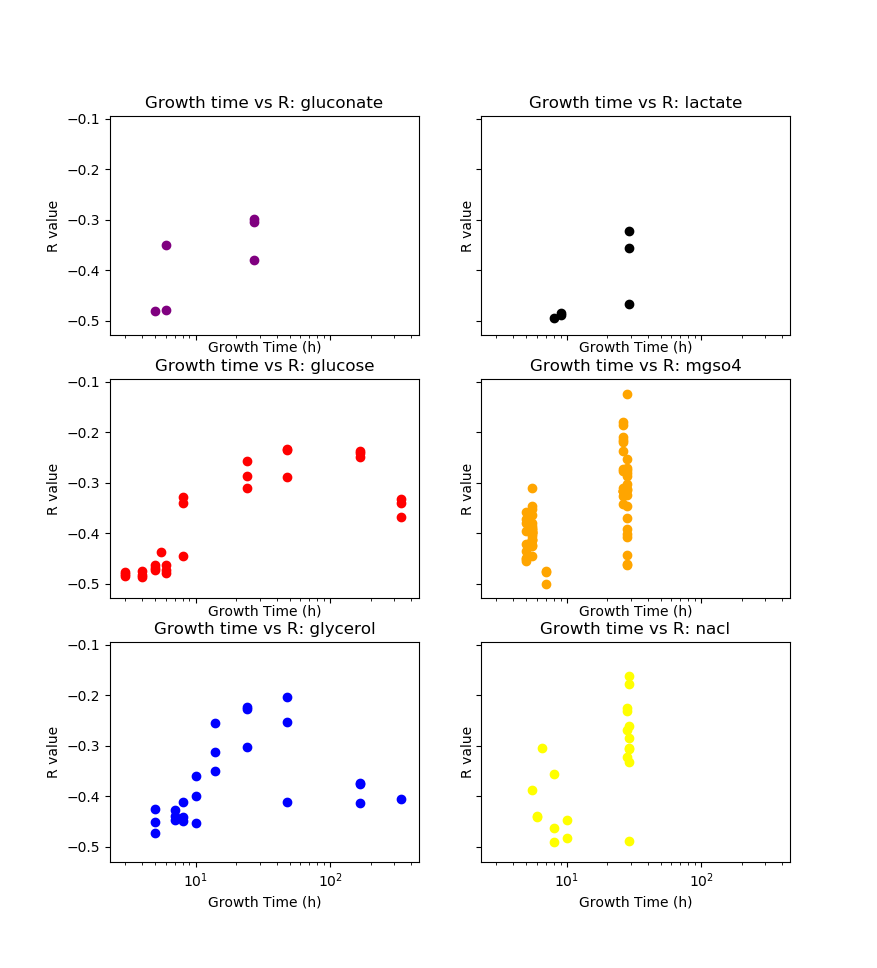 Growth time vs R: gluconate
−0.1
−0.2
−0.3
−0.4
−0.5
R value
Growth Time (h)
Growth time vs R: lactate
R value
Growth Time (h)
Growth time vs R: glucose
−0.1
−0.2
−0.3
−0.4
−0.5
R value
Growth Time (h)
Growth time vs R: mgso4
R value
Growth Time (h)
Growth time vs R: glycerol
−0.1
−0.2
−0.3
−0.4
−0.5
R value
10¹ 10²
Growth Time (h)
Growth time vs R: nacl
R value
10¹ 10²
Growth Time (h)